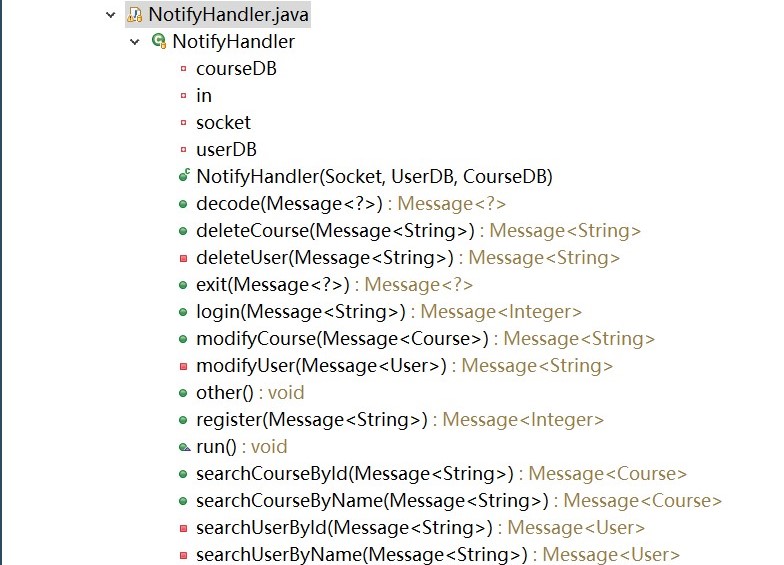 NotifyHandler.java
NotifyHandler
courseDB
in
socket
userDB
NotifyHandler(Socket, UserDB, CourseDB)
decode(Message<?>) : Message<?>
deleteCourse(Message<String>) : Message<String>
deleteUser(Message<String>) : Message<String>
exit(Message<?>) : Message<?>
login(Message<String>) : Message<Integer>
modifyCourse(Message<Course>) : Message<String>
modifyUser(Message<User>) : Message<String>
other() : void
register(Message<String>) : Message<Integer>
run() : void
searchCourseById(Message<String>) : Message<Course>
searchCourseByName(Message<String>) : Message<Course>
searchUserById(Message<String>) : Message<User>
searchUserByName(Message<String>) : Message<User>